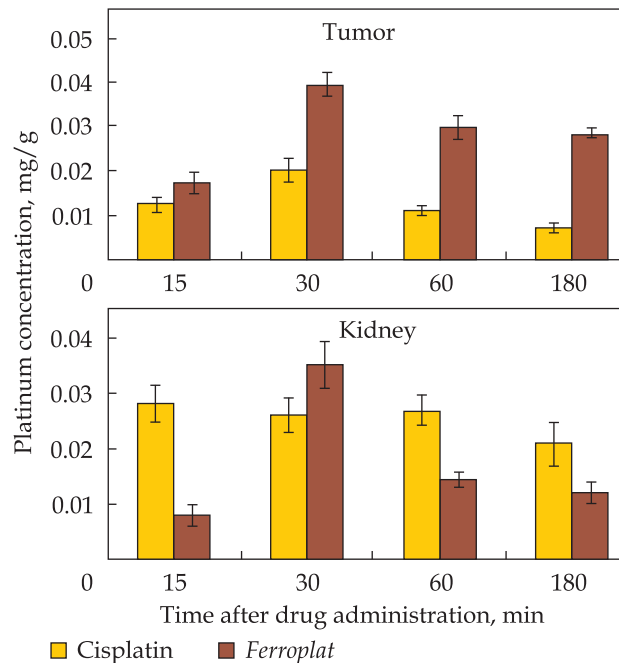 Tumor
0.05
0.04
0.03
0.02
0.01
0 15 30 60 180
Platinum concentration, mg/g
Kidney
0.04
0.03
0.02
0.01
0 15 30 60 180
Time after drug administration, min
Cisplatin Ferroplat